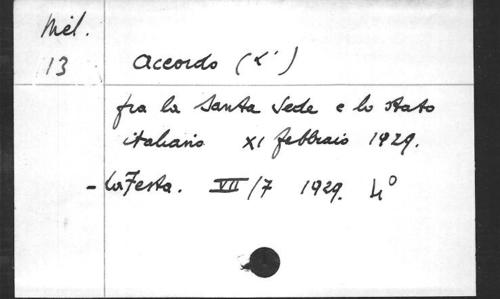 Mél.
13
Accordo (L')
fra la Santa Sede e lo stato
italiano XI febbraio 1929.
- La Festa. VII/7 1929. 4°